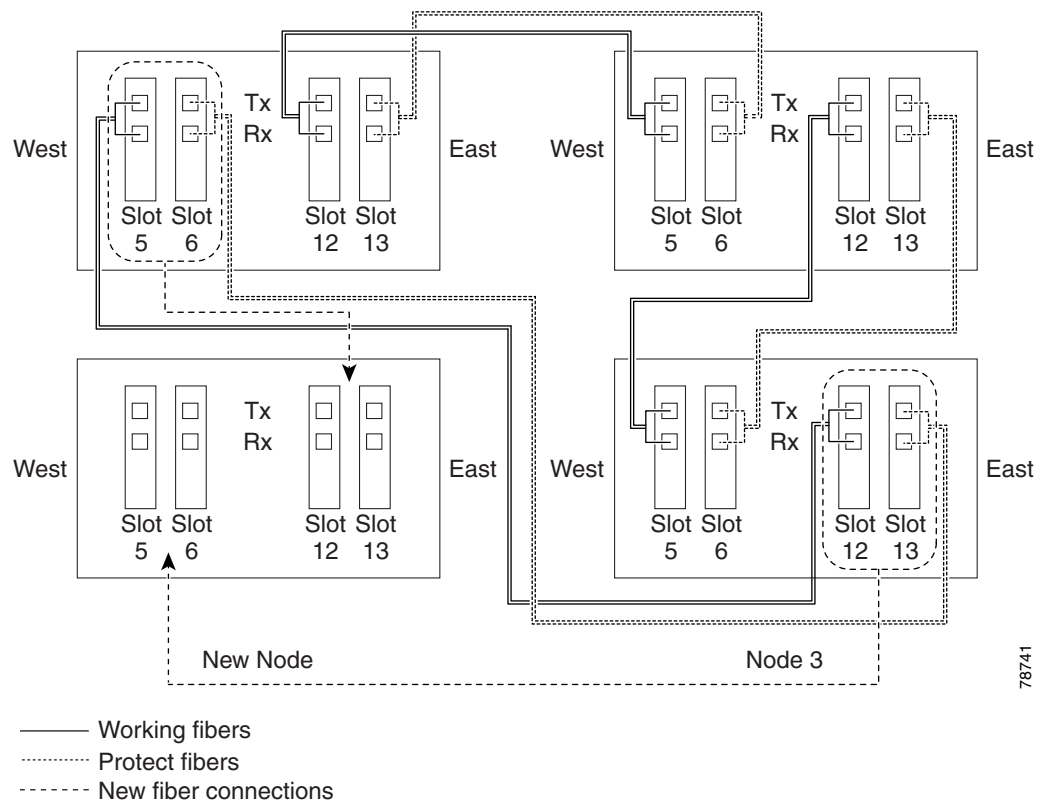 Tx
Rx
West
East
Slot Slot
5 6
Slot Slot
12 13
Tx
Rx
West
East
Slot Slot
5 6
Slot Slot
12 13
Tx
Rx
West
East
Slot Slot
5 6
Slot Slot
12 13
New Node
Tx
Rx
West
East
Slot Slot
5 6
Slot Slot
12 13
Node 3
78741
Working fibers
Protect fibers
New fiber connections